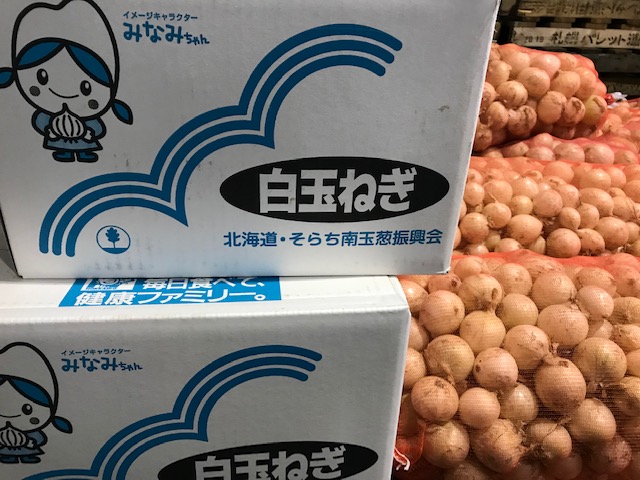 イメージキャラクター
みなみちゃん
白玉ねぎ
北海道・そらち南玉葱振興会
毎日食べて、
健康ファミリー。
イメージキャラクター
みなみちゃん
白玉ねぎ
パレット